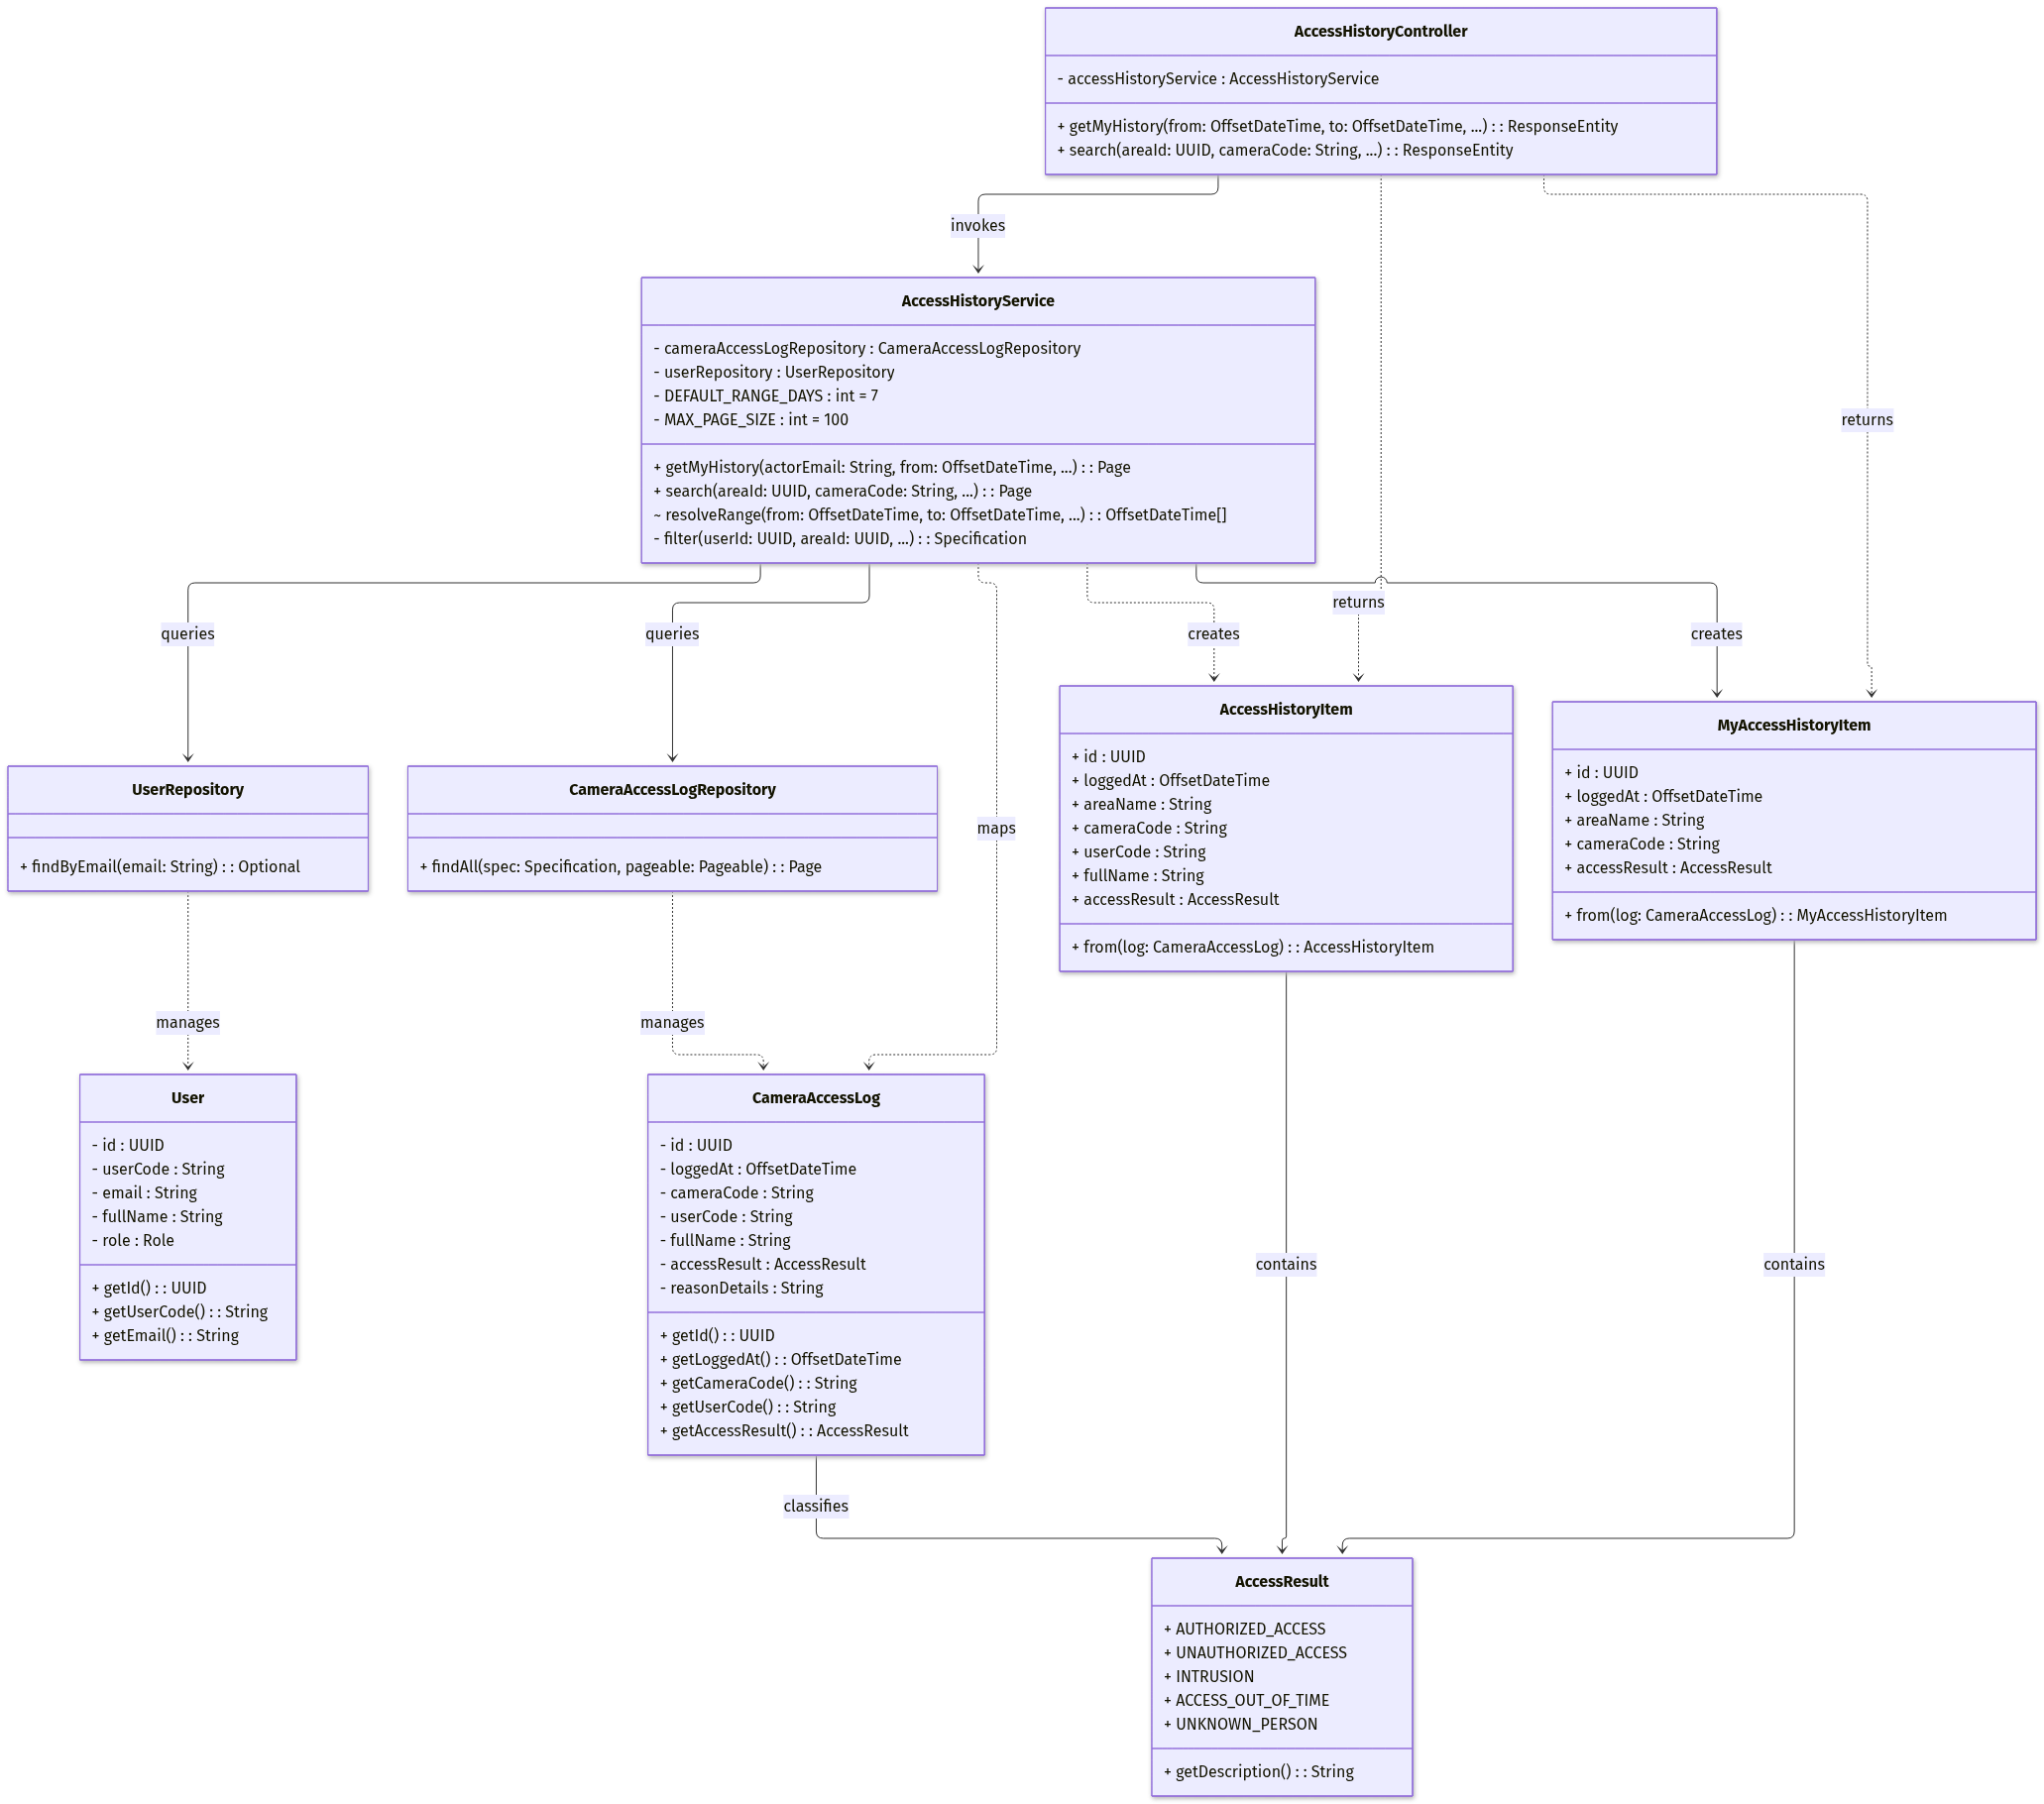 AccessHistoryController
- accessHistoryService : AccessHistoryService
+ getMyHistory(from: OffsetDateTime, to: OffsetDateTime, ...) : : ResponseEntity
+ search(areaId: UUID, cameraCode: String, ...) : : ResponseEntity
invokes
AccessHistoryService
- cameraAccessLogRepository : CameraAccessLogRepository
- userRepository : UserRepository
- DEFAULT_RANGE_DAYS : int = 7
- MAX_PAGE_SIZE : int = 100
+ getMyHistory(actorEmail: String, from: OffsetDateTime, ...) : : Page
+ search(areaId: UUID, cameraCode: String, ...) : : Page
~ resolveRange(from: OffsetDateTime, to: OffsetDateTime, ...) : : OffsetDateTime[]
- filter(userId: UUID, areaId: UUID, ...) : : Specification
returns
returns
queries
queries
creates
creates
maps
UserRepository
+ findByEmail(email: String) : : Optional
CameraAccessLogRepository
+ findAll(spec: Specification, pageable: Pageable) : : Page
AccessHistoryItem
+ id : UUID
+ loggedAt : OffsetDateTime
+ areaName : String
+ cameraCode : String
+ userCode : String
+ fullName : String
+ accessResult : AccessResult
+ from(log: CameraAccessLog) : : AccessHistoryItem
MyAccessHistoryItem
+ id : UUID
+ loggedAt : OffsetDateTime
+ areaName : String
+ cameraCode : String
+ accessResult : AccessResult
+ from(log: CameraAccessLog) : : MyAccessHistoryItem
manages
manages
User
- id : UUID
- userCode : String
- email : String
- fullName : String
- role : Role
+ getId() : : UUID
+ getUserCode() : : String
+ getEmail() : : String
CameraAccessLog
- id : UUID
- loggedAt : OffsetDateTime
- cameraCode : String
- userCode : String
- fullName : String
- accessResult : AccessResult
- reasonDetails : String
+ getId() : : UUID
+ getLoggedAt() : : OffsetDateTime
+ getCameraCode() : : String
+ getUserCode() : : String
+ getAccessResult() : : AccessResult
contains
contains
classifies
AccessResult
+ AUTHORIZED_ACCESS
+ UNAUTHORIZED_ACCESS
+ INTRUSION
+ ACCESS_OUT_OF_TIME
+ UNKNOWN_PERSON
+ getDescription() : : String